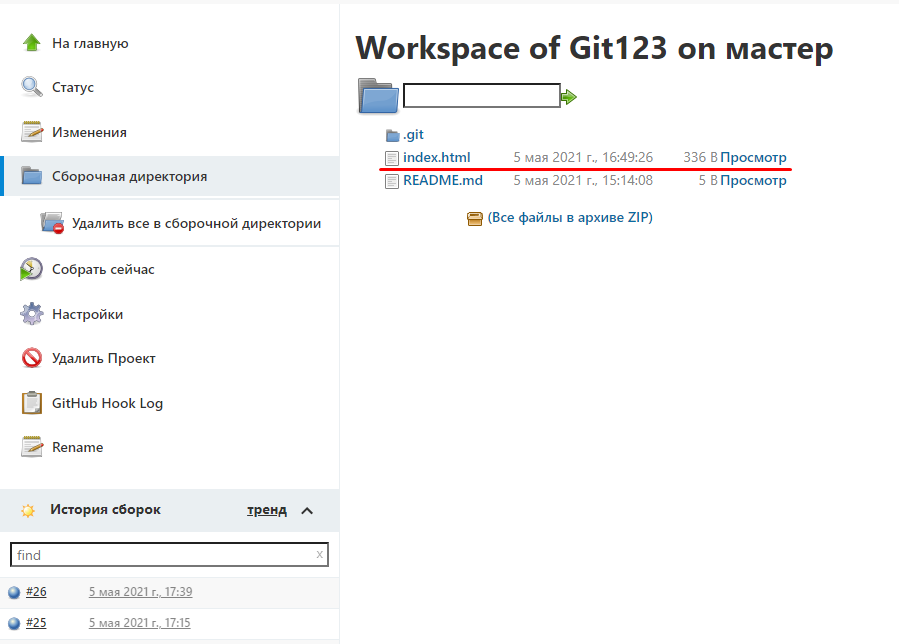 На главную
Статус
Изменения
Сборочная директория
Удалить все в сборочной директории
Собрать сейчас
Настройки
Удалить Проект
GitHub Hook Log
Rename
История сборок тренд
find x
#26 5 мая 2021 г., 17:39
#25 5 мая 2021 г., 17:15
Workspace of Git123 on мастер
.git
index.html 5 мая 2021 г., 16:49:26 336 B Просмотр
README.md 5 мая 2021 г., 15:14:08 5 B Просмотр
(Все файлы в архиве ZIP)